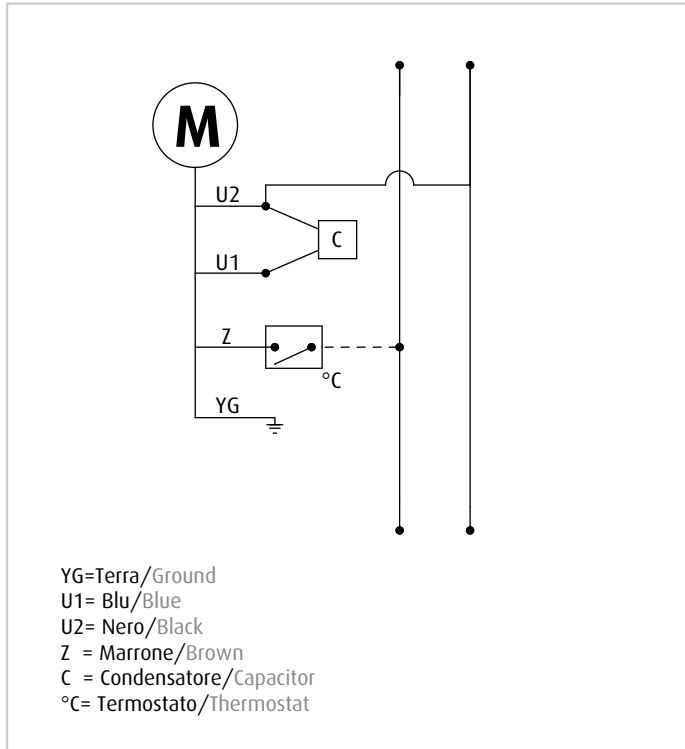 M
U2
C
U1
Z
°C
YG
YG=Terra/Ground
U1= Blu/Blue
U2= Nero/Black
Z = Marrone/Brown
C = Condensatore/Capacitor
°C= Termostato/Thermostat